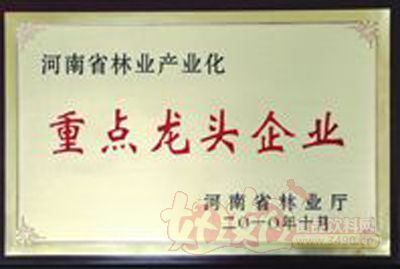 河南省林业产业化
重点龙头企业
河南省林业厅
二〇一〇年十月